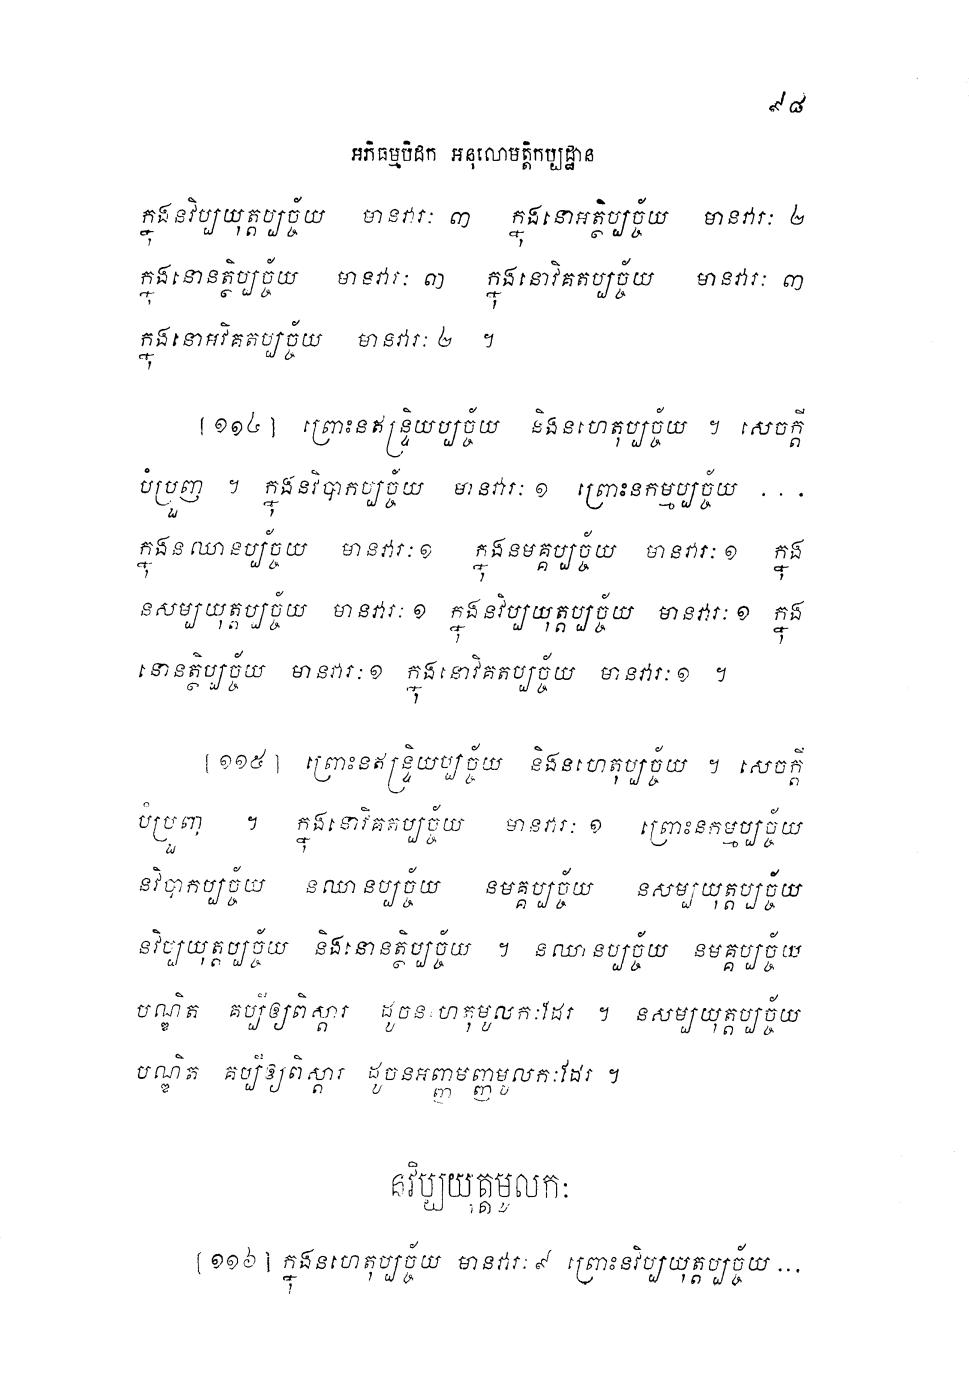 ៩៨
អភិធម្មបិដក អនុលោមត្តិកប្បដ្ឋាន
ក្នុងនវិប្បយុត្តប្បច្ច័យ មានវារៈ ៣ ក្នុងនោអត្ថិប្បច្ច័យ មានវារៈ ២
ក្នុងនោនត្ថិប្បច្ច័យ មានវារៈ ៣ ក្នុងនោវិគតប្បច្ច័យ មានវារៈ ៣
ក្នុងនោអវិគតប្បច្ច័យ មានវារៈ ២ ។
[១១៤] ព្រោះនឥន្ទ្រិយប្បច្ច័យ និងនហេតុប្បច្ច័យ ។ សេចក្តី
បំប្រួញ ។ ក្នុងនវិបាកប្បច្ច័យ មានវារៈ ១ ព្រោះនកម្មប្បច្ច័យ ...
ក្នុងនឈានប្បច្ច័យ មានវារៈ ១ ក្នុងនមគ្គប្បច្ច័យ មានវារៈ ១ ក្នុង
នសម្បយុត្តប្បច្ច័យ មានវារៈ ១ ក្នុងនវិប្បយុត្តប្បច្ច័យ មានវារៈ ១ ក្នុង
នោនត្ថិប្បច្ច័យ មានវារៈ ១ ក្នុងនោវិគតប្បច្ច័យ មានវារៈ ១ ។
[១១៥] ព្រោះនឥន្ទ្រិយប្បច្ច័យ និងនហេតុប្បច្ច័យ ។ សេចក្តី
បំប្រួញ ។ ក្នុងនោវិគតប្បច្ច័យ មានវារៈ ១ ព្រោះនកម្មប្បច្ច័យ
នវិបាកប្បច្ច័យ នឈានប្បច្ច័យ នមគ្គប្បច្ច័យ នសម្បយុត្តប្បច្ច័យ
នវិប្បយុត្តប្បច្ច័យ និងនោនត្ថិប្បច្ច័យ ។ នឈានប្បច្ច័យ នមគ្គប្បច្ច័យ
បណ្ឌិត គប្បីឲ្យពិស្តារ ដូចនហេតុមូលកៈដែរ ។ នសម្បយុត្តប្បច្ច័យ
បណ្ឌិត គប្បីឲ្យពិស្តារ ដូចនអញ្ញមញ្ញមូលកៈដែរ ។
នវិប្បយុត្តមូលកៈ
[១១៦] ក្នុងនហេតុប្បច្ច័យ មានវារៈ ៩ ព្រោះនវិប្បយុត្តប្បច្ច័យ ...